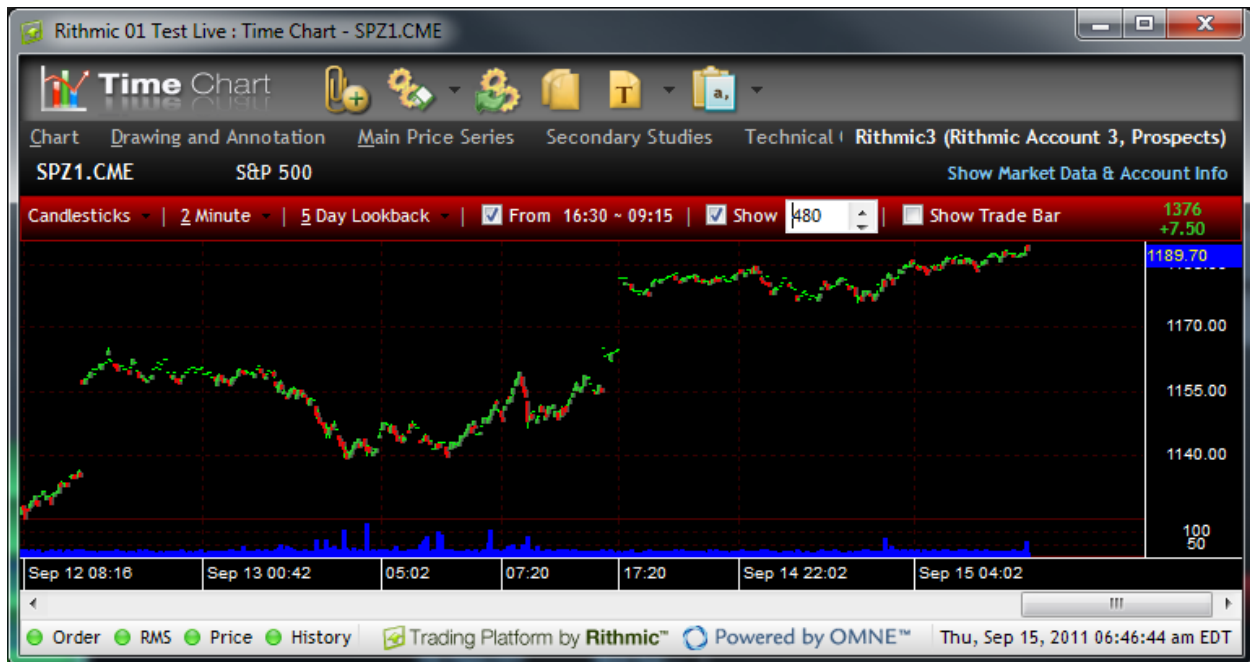 Rithmic 01 Test Live : Time Chart - SPZ1.CME
Time Chart
T
a,
Chart Drawing and Annotation Main Price Series Secondary Studies Technical Rithmic3 (Rithmic Account 3, Prospects)
SPZ1.CME S&P 500 Show Market Data & Account Info
Candlesticks | 2 Minute | 5 Day Lookback | From 16:30 ~ 09:15 | Show 480 | Show Trade Bar 1376
+7.50
1189.70
1170.00
1155.00
1140.00
100
50
Sep 12 08:16 Sep 13 00:42 05:02 07:20 17:20 Sep 14 22:02 Sep 15 04:02
Order RMS Price History Trading Platform by Rithmic™ Powered by OMNE™ Thu, Sep 15, 2011 06:46:44 am EDT